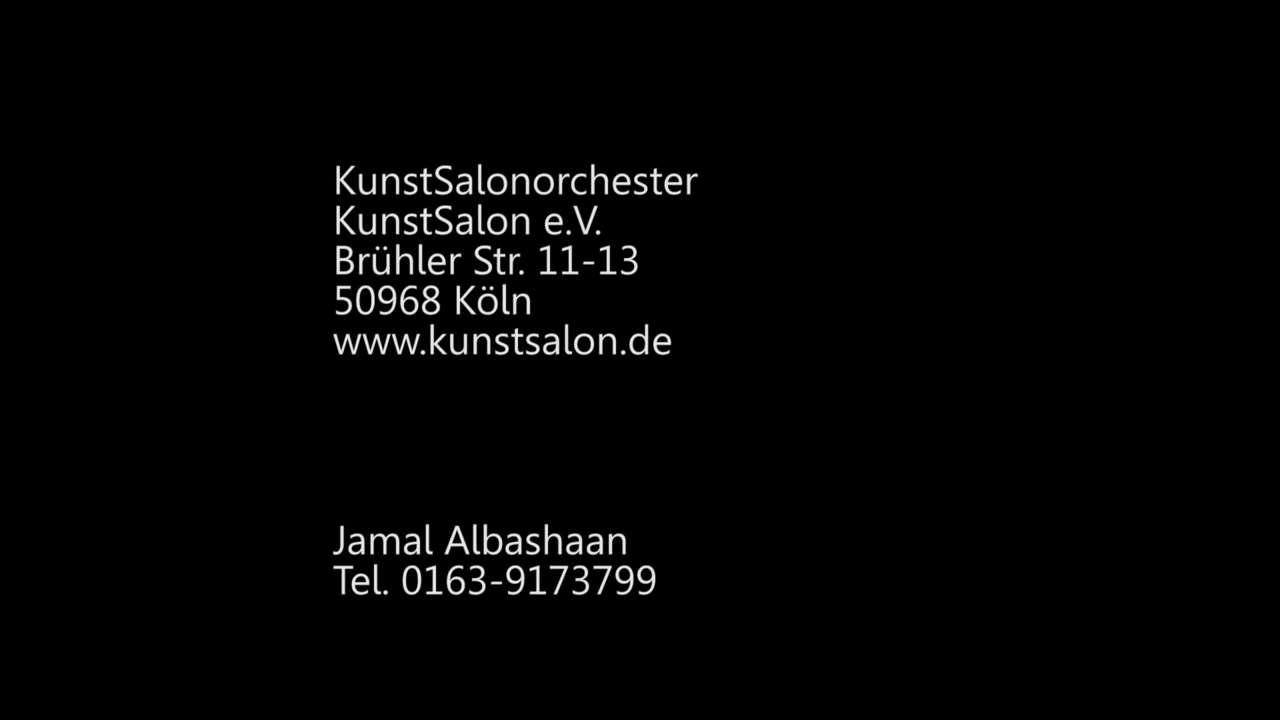 KunstSalonorchester
KunstSalon e.V.
Brühler Str. 11-13
50968 Köln
www.kunstsalon.de
Jamal Albashaan
Tel. 0163-9173799